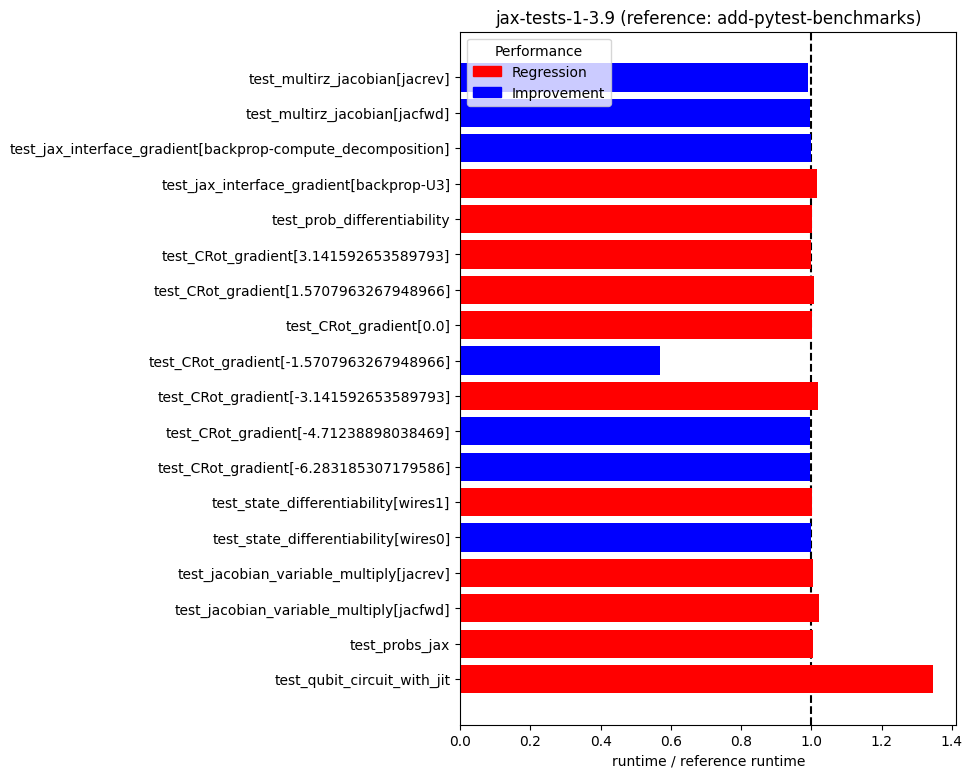 jax-tests-1-3.9 (reference: add-pytest-benchmarks)
Performance
Regression
Improvement
test_multirz_jacobian[jacrev]
test_multirz_jacobian[jacfwd]
test_jax_interface_gradient[backprop-compute_decomposition]
test_jax_interface_gradient[backprop-U3]
test_prob_differentiability
test_CRot_gradient[3.141592653589793]
test_CRot_gradient[1.5707963267948966]
test_CRot_gradient[0.0]
test_CRot_gradient[-1.5707963267948966]
test_CRot_gradient[-3.141592653589793]
test_CRot_gradient[-4.71238898038469]
test_CRot_gradient[-6.283185307179586]
test_state_differentiability[wires1]
test_state_differentiability[wires0]
test_jacobian_variable_multiply[jacrev]
test_jacobian_variable_multiply[jacfwd]
test_probs_jax
test_qubit_circuit_with_jit
0.0 0.2 0.4 0.6 0.8 1.0 1.2 1.4
runtime / reference runtime